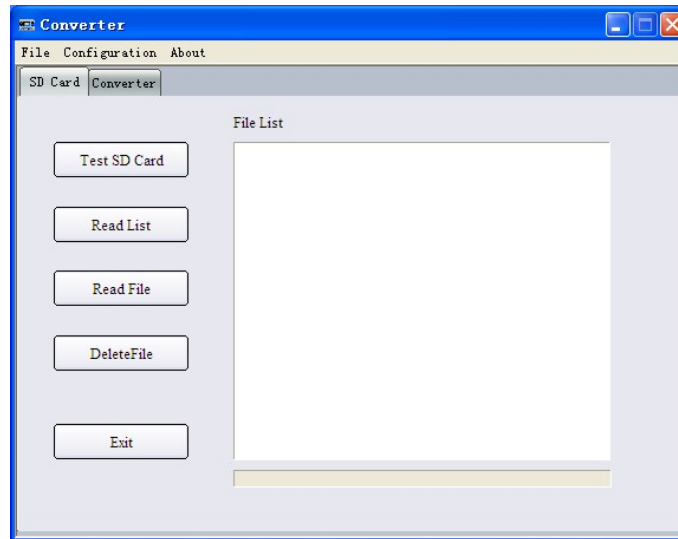 Converter
File Configuration About
SD Card Converter
File List
Test SD Card
Read List
Read File
DeleteFile
Exit